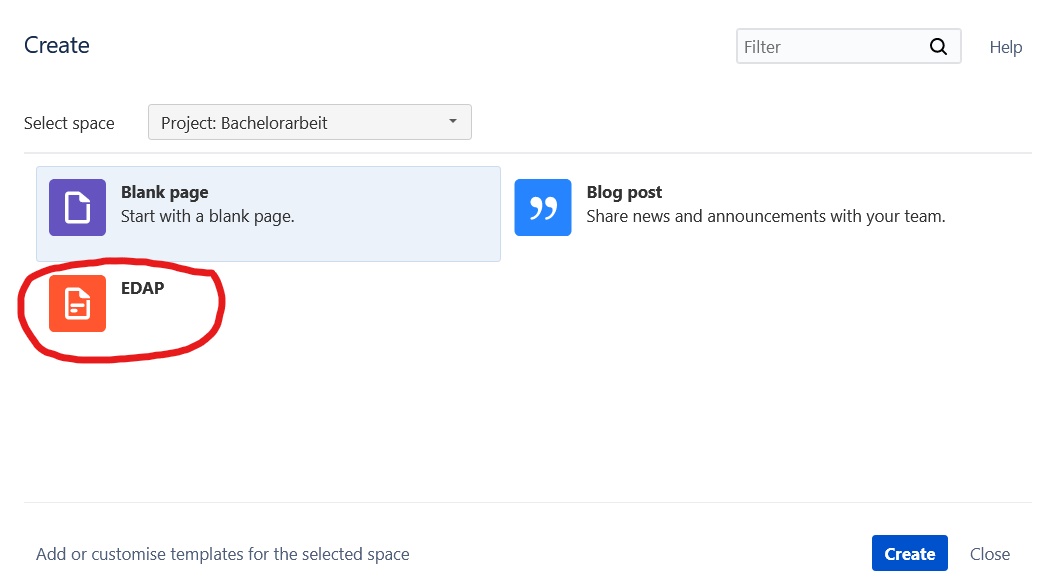 Create
Filter
Help
Select space
Project: Bachelorarbeit
Blank page
Start with a blank page.
Blog post
Share news and announcements with your team.
EDAP
Add or customise templates for the selected space
Create
Close